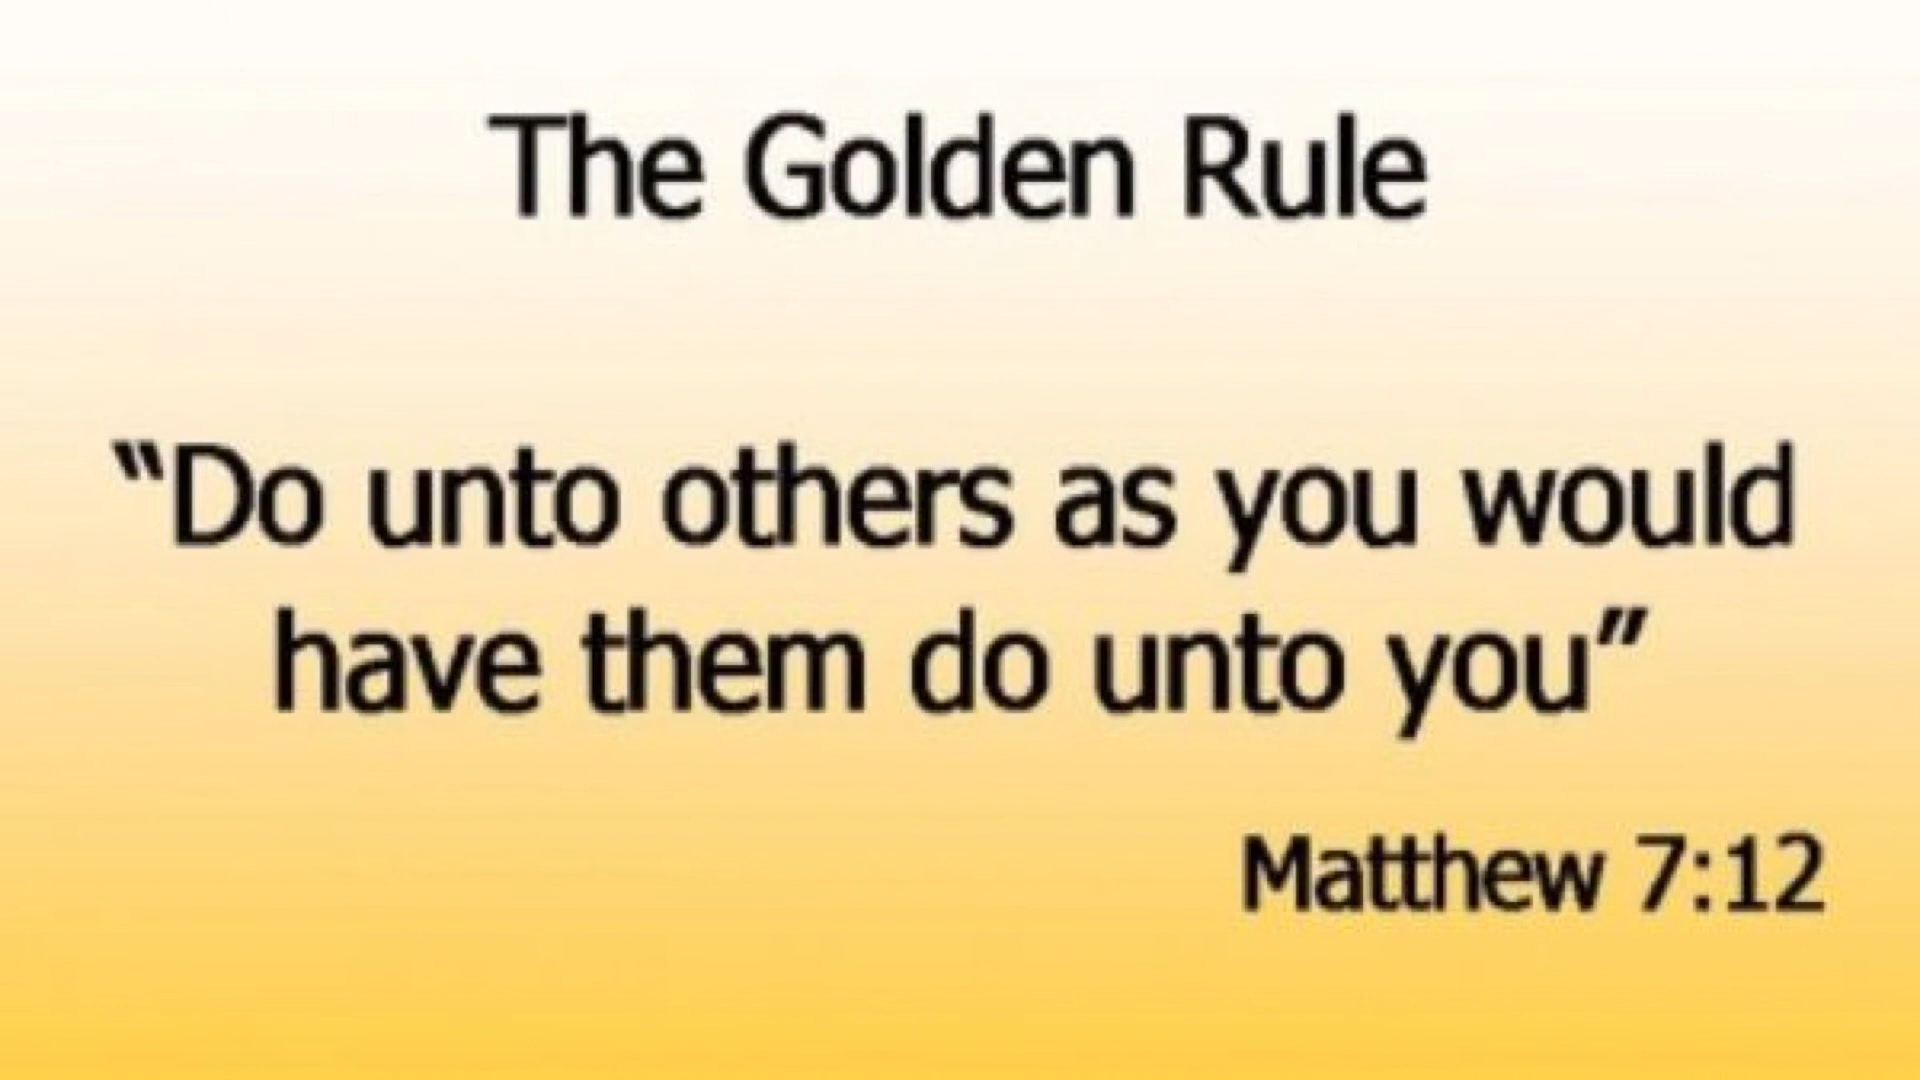 The Golden Rule
“Do unto others as you would
have them do unto you”
Matthew 7:12